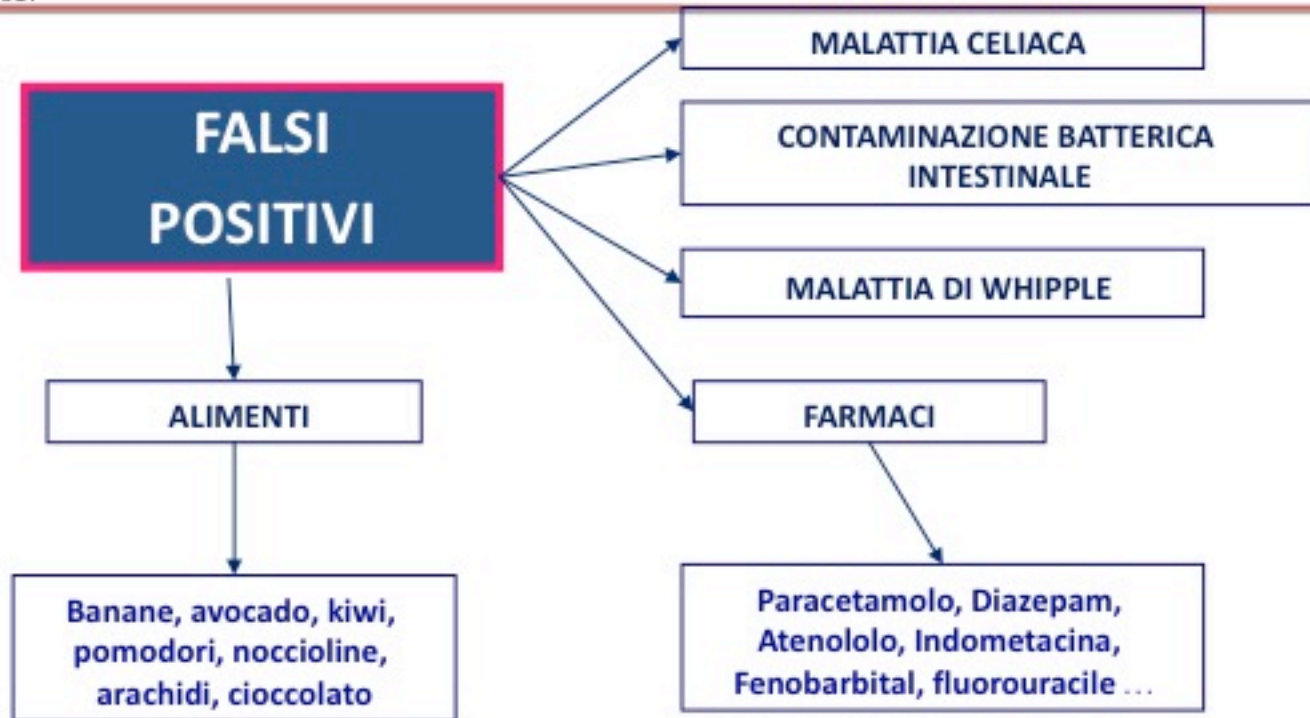 FALSI
POSITIVI
MALATTIA CELIACA
CONTAMINAZIONE BATTERICA
INTESTINALE
MALATTIA DI WHIPPLE
ALIMENTI
FARMACI
Banane, avocado, kiwi,
pomodori, noccioline,
arachidi, cioccolato
Paracetamolo, Diazepam,
Atenololo, Indometacina,
Fenobarbital, fluorouracile ...